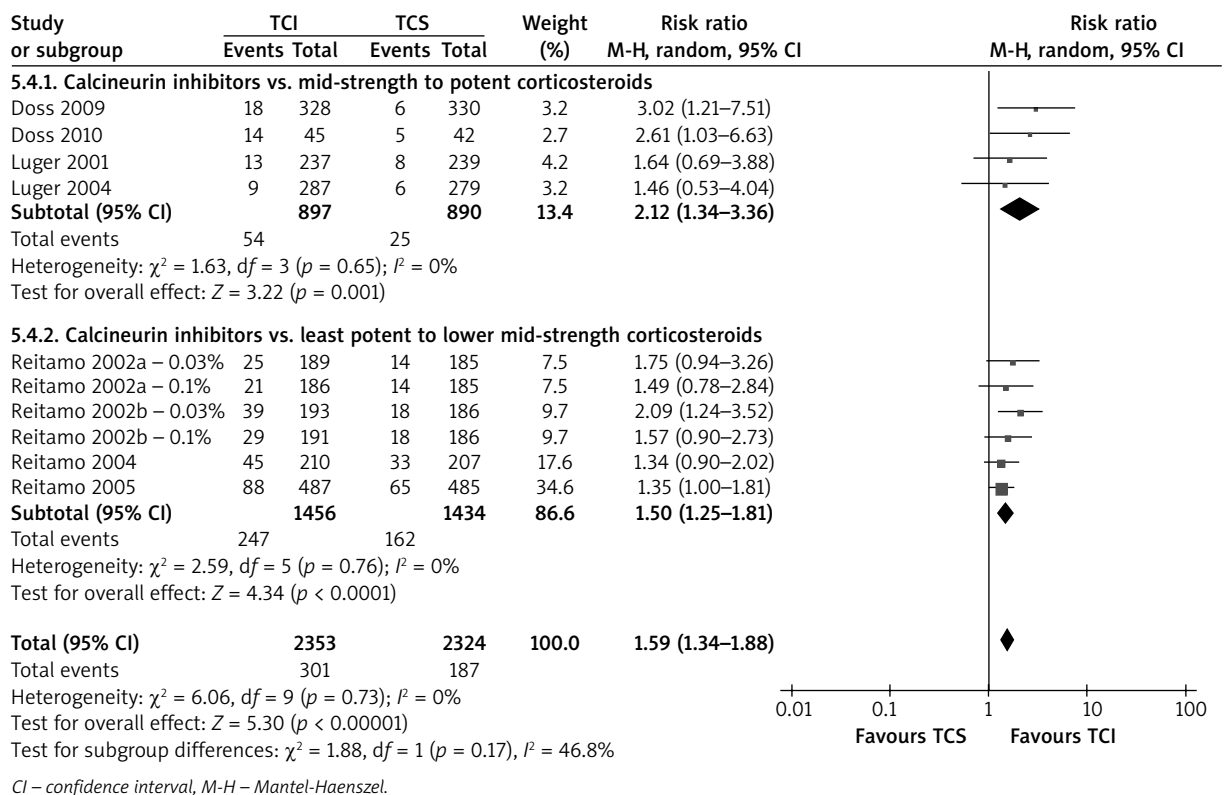 Study TCI TCS Weight Risk ratio Risk ratio
or subgroup Events Total Events Total (%) M-H, random, 95% CI M-H, random, 95% CI
5.4.1. Calcineurin inhibitors vs. mid-strength to potent corticosteroids
Doss 2009 18 328 6 330 3.2 3.02 (1.21–7.51)
Doss 2010 14 45 5 42 2.7 2.61 (1.03–6.63)
Luger 2001 13 237 8 239 4.2 1.64 (0.69–3.88)
Luger 2004 9 287 6 279 3.2 1.46 (0.53–4.04)
Subtotal (95% CI) 897 890 13.4 2.12 (1.34–3.36)
Total events 54 25
Heterogeneity: χ² = 1.63, df = 3 (p = 0.65); I² = 0%
Test for overall effect: Z = 3.22 (p = 0.001)
5.4.2. Calcineurin inhibitors vs. least potent to lower mid-strength corticosteroids
Reitamo 2002a – 0.03% 25 189 14 185 7.5 1.75 (0.94–3.26)
Reitamo 2002a – 0.1% 21 186 14 185 7.5 1.49 (0.78–2.84)
Reitamo 2002b – 0.03% 39 193 18 186 9.7 2.09 (1.24–3.52)
Reitamo 2002b – 0.1% 29 191 18 186 9.7 1.57 (0.90–2.73)
Reitamo 2004 45 210 33 207 17.6 1.34 (0.90–2.02)
Reitamo 2005 88 487 65 485 34.6 1.35 (1.00–1.81)
Subtotal (95% CI) 1456 1434 86.6 1.50 (1.25–1.81)
Total events 247 162
Heterogeneity: χ² = 2.59, df = 5 (p = 0.76); I² = 0%
Test for overall effect: Z = 4.34 (p < 0.0001)
Total (95% CI) 2353 2324 100.0 1.59 (1.34–1.88)
Total events 301 187
Heterogeneity: χ² = 6.06, df = 9 (p = 0.73); I² = 0%
Test for overall effect: Z = 5.30 (p < 0.00001)
Test for subgroup differences: χ² = 1.88, df = 1 (p = 0.17), I² = 46.8%
0.01 0.1 1 10 100
Favours TCS Favours TCI
CI – confidence interval, M-H – Mantel-Haenszel.